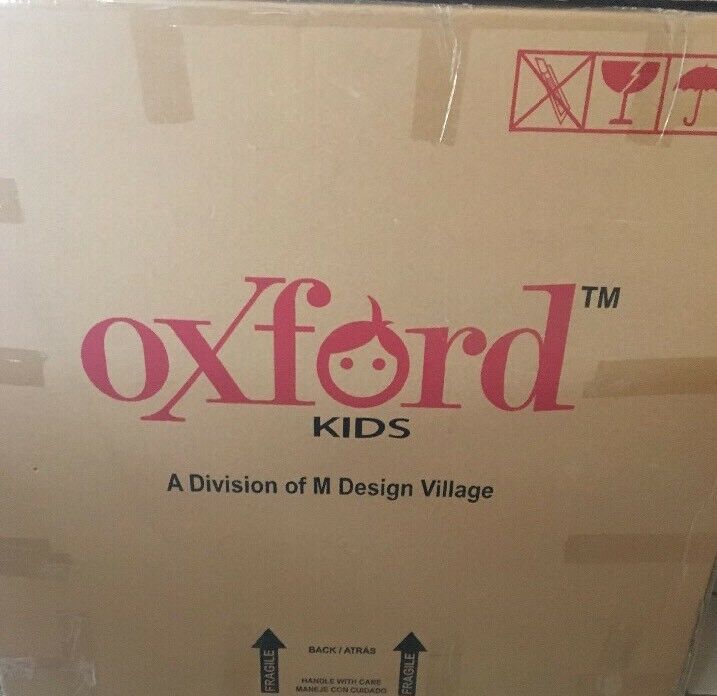 oxford™
KIDS
A Division of M Design Village
BACK / ATRÁS
FRAGILE
FRAGILE
HANDLE WITH CARE
MANEJE CON CUIDADO